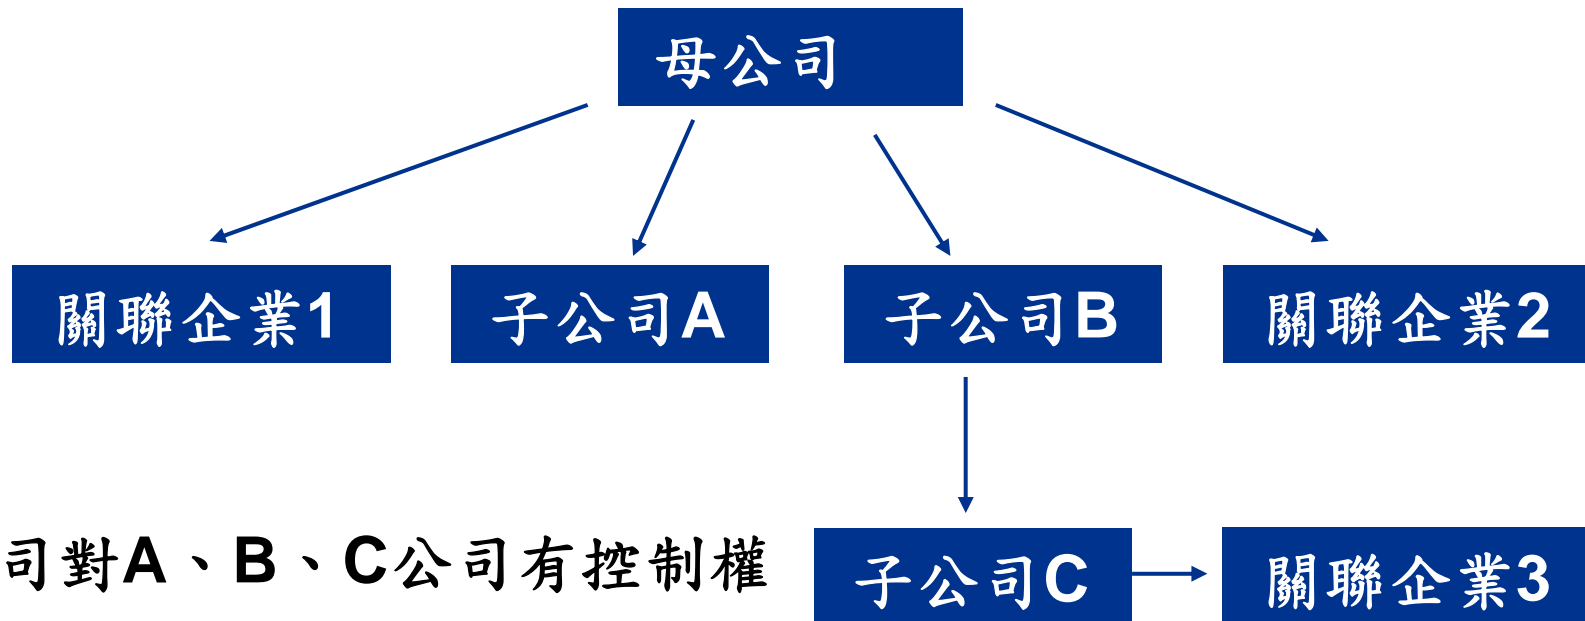 母公司
關聯企業1
子公司A
子公司B
關聯企業2
司對A、B、C公司有控制權
子公司C
關聯企業3